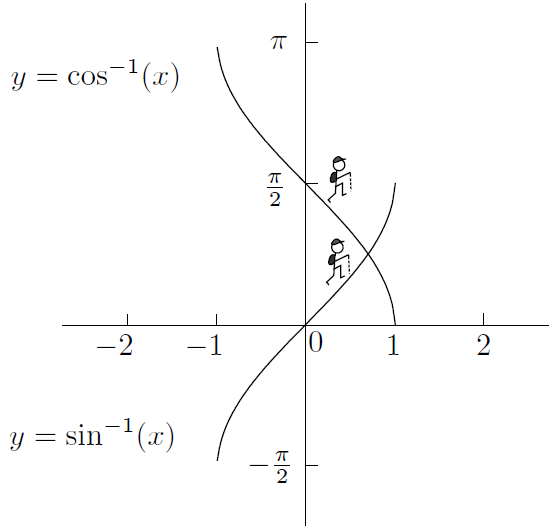 π
y = cos⁻¹(x)
π/2
−2 −1 0 1 2
y = sin⁻¹(x)
−π/2